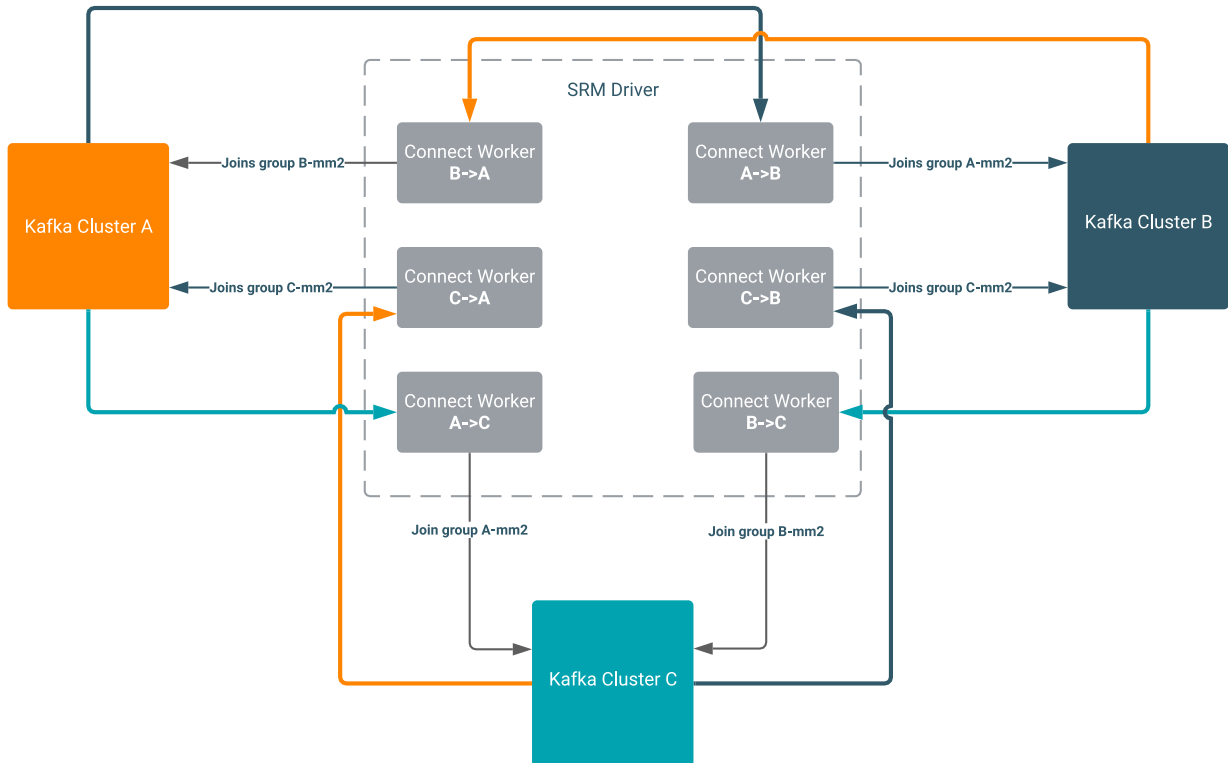 SRM Driver
Connect Worker
B->A
Connect Worker
A->B
Joins group B-mm2
Joins group A-mm2
Kafka Cluster A
Kafka Cluster B
Connect Worker
C->A
Connect Worker
C->B
Joins group C-mm2
Joins group C-mm2
Connect Worker
A->C
Connect Worker
B->C
Join group A-mm2
Join group B-mm2
Kafka Cluster C